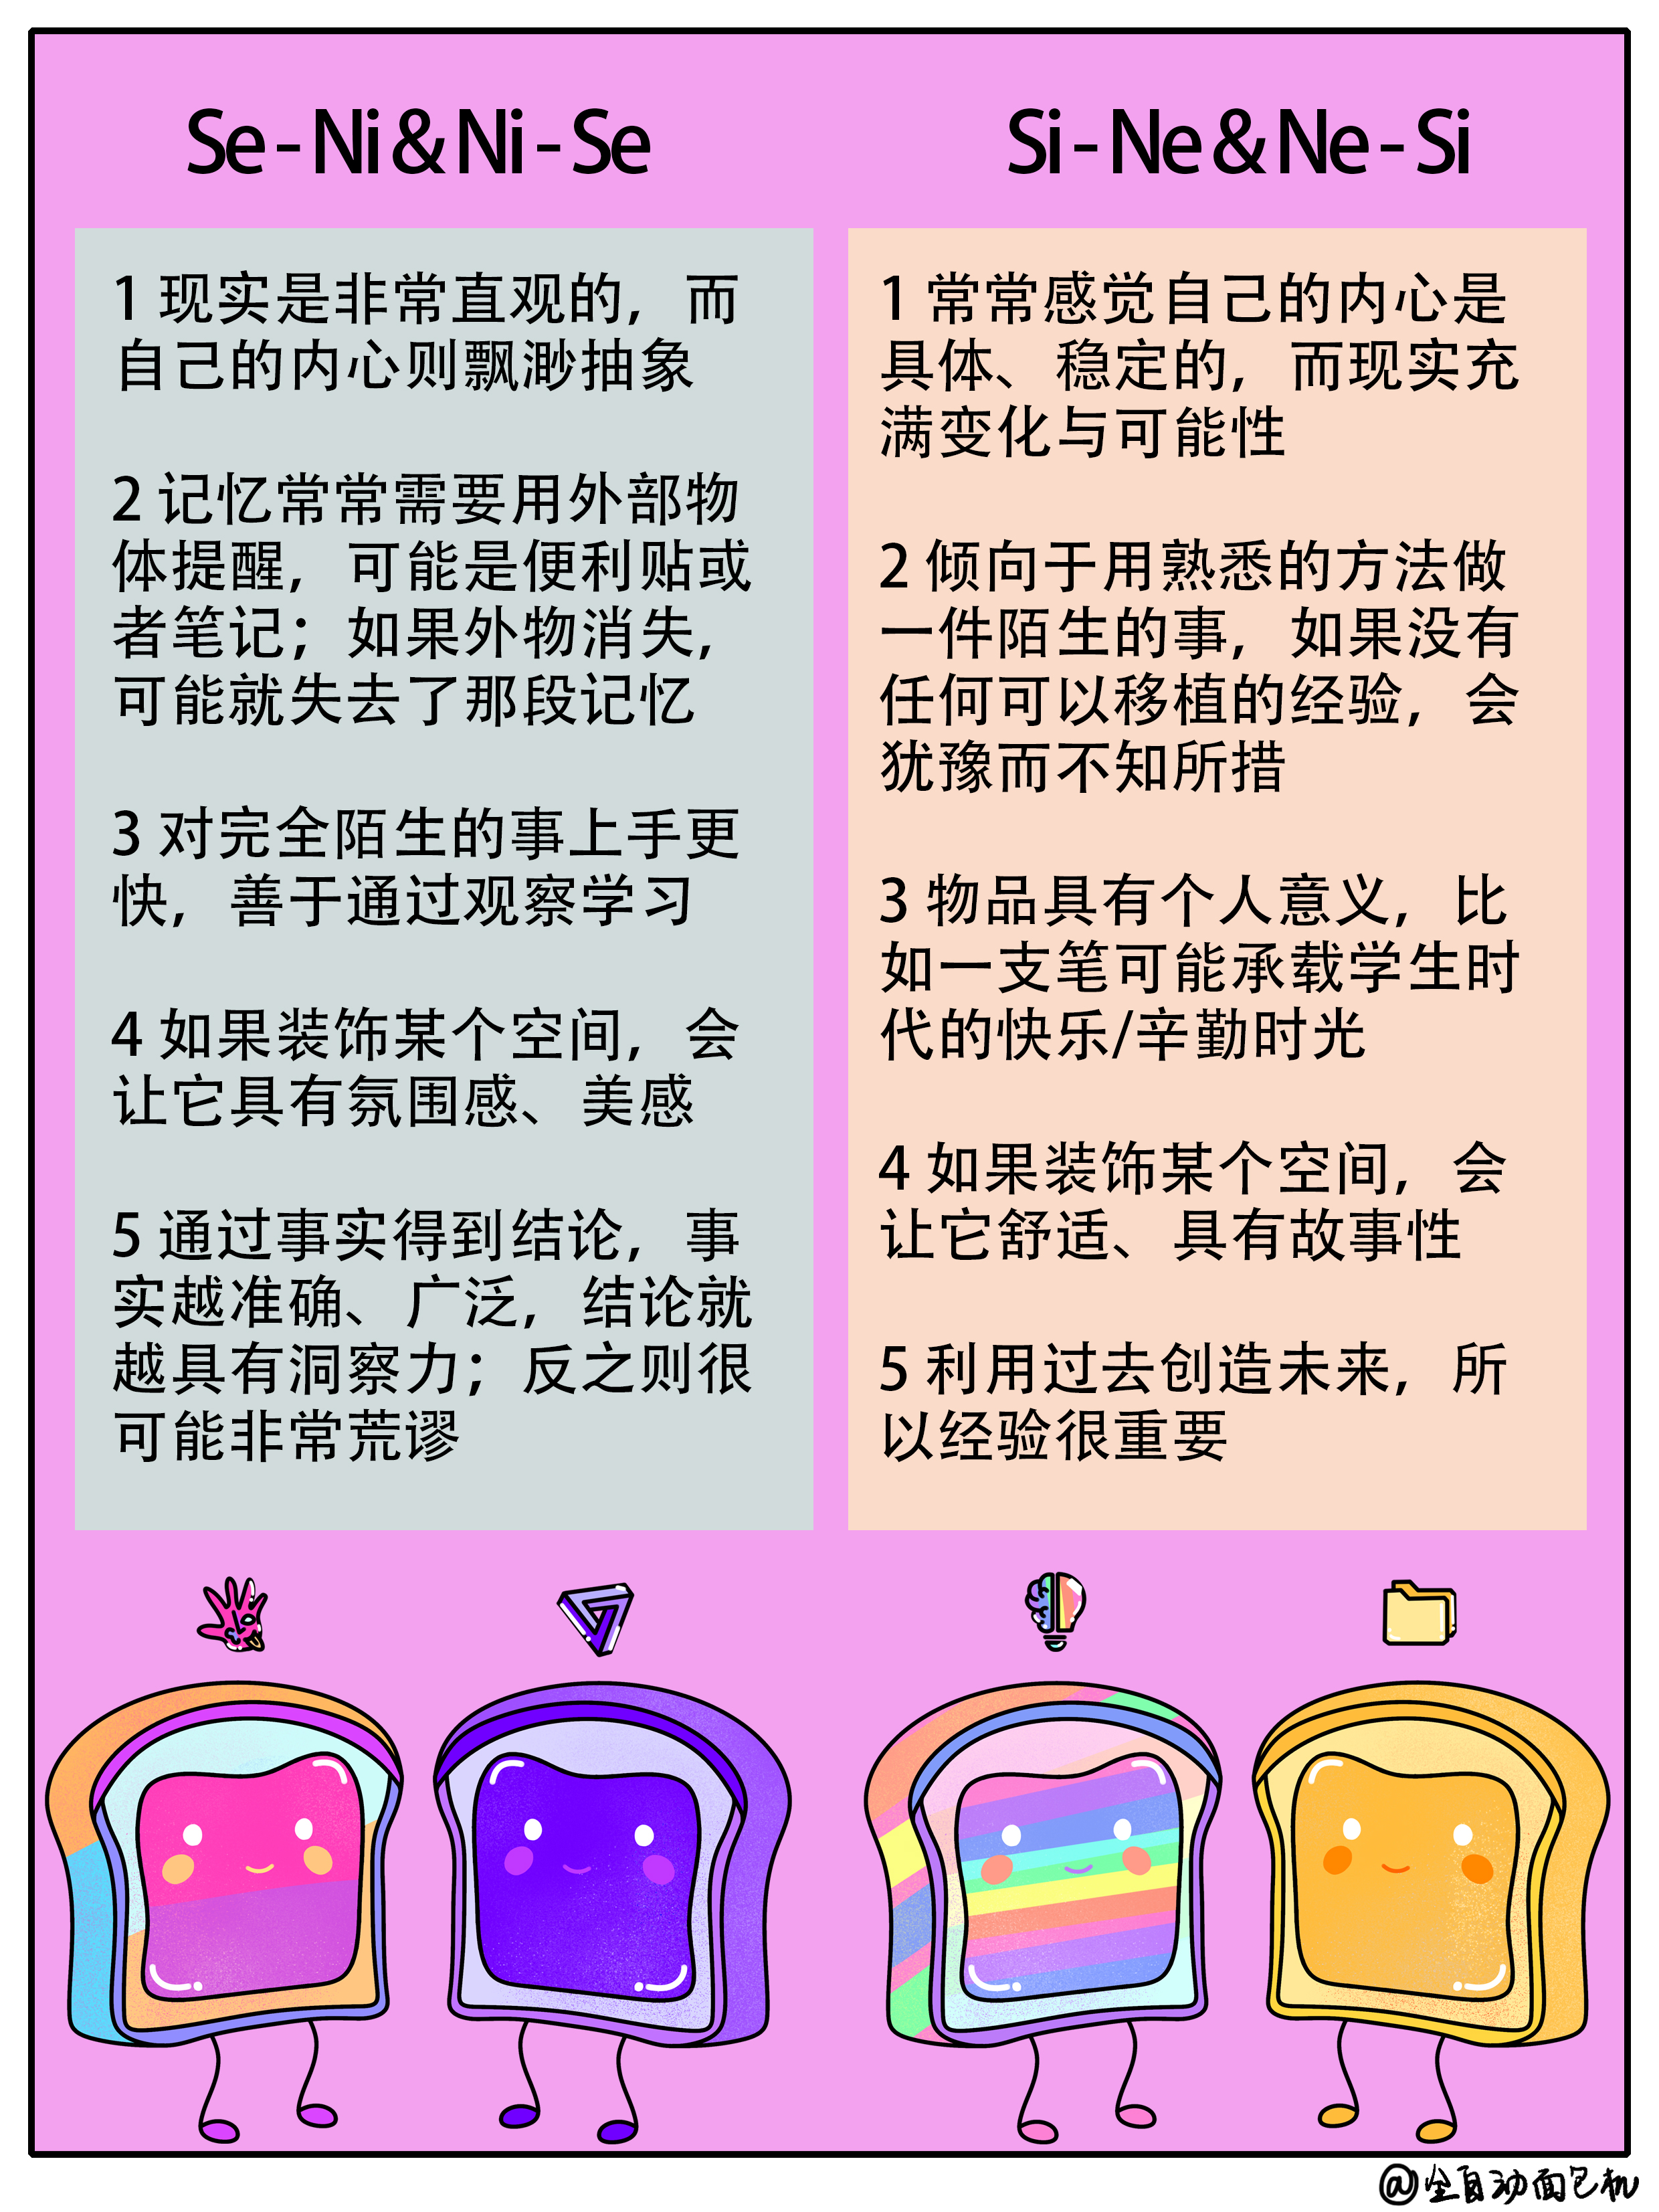 Se-Ni&Ni-Se
1 现实是非常直观的，而
自己的内心则飘渺抽象
2 记忆常常需要用外部物
体提醒，可能是便利贴或
者笔记；如果外物消失，
可能就失去了那段记忆
3 对完全陌生的事上手更
快，善于通过观察学习
4 如果装饰某个空间，会
让它具有氛围感、美感
5 通过事实得到结论，事
实越准确、广泛，结论就
越具有洞察力；反之则很
可能非常荒谬
Si-Ne&Ne-Si
1 常常感觉自己的内心是
具体、稳定的，而现实充
满变化与可能性
2 倾向于用熟悉的方法做
一件陌生的事，如果没有
任何可以移植的经验，会
犹豫而不知所措
3 物品具有个人意义，比
如一支笔可能承载学生时
代的快乐/辛勤时光
4 如果装饰某个空间，会
让它舒适、具有故事性
5 利用过去创造未来，所
以经验很重要
@全自动面包机